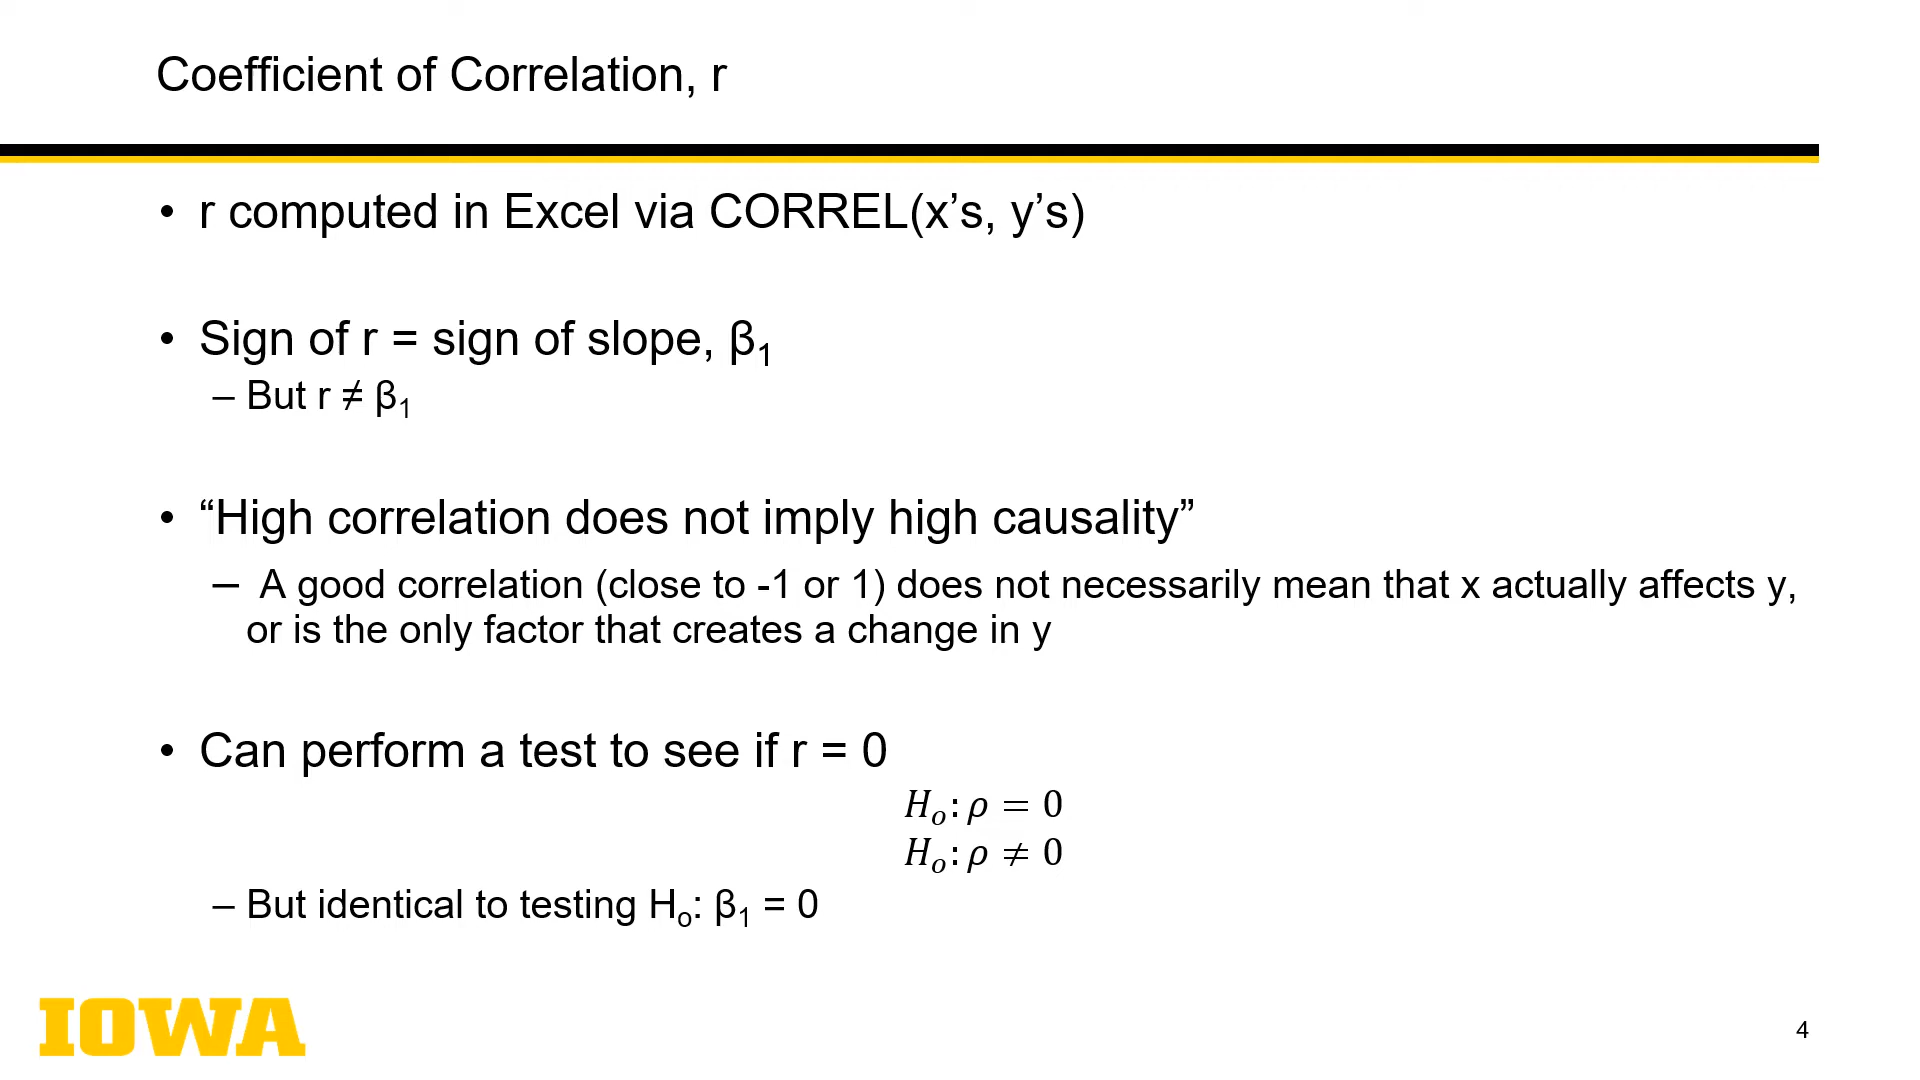 Coefficient of Correlation, r
• r computed in Excel via CORREL(x’s, y’s)
• Sign of r = sign of slope, β₁
– But r ≠ β₁
• “High correlation does not imply high causality”
– A good correlation (close to -1 or 1) does not necessarily mean that x actually affects y,
or is the only factor that creates a change in y
• Can perform a test to see if r = 0
Hₒ: ρ = 0
Hₒ: ρ ≠ 0
– But identical to testing Hₒ: β₁ = 0
IOWA
4